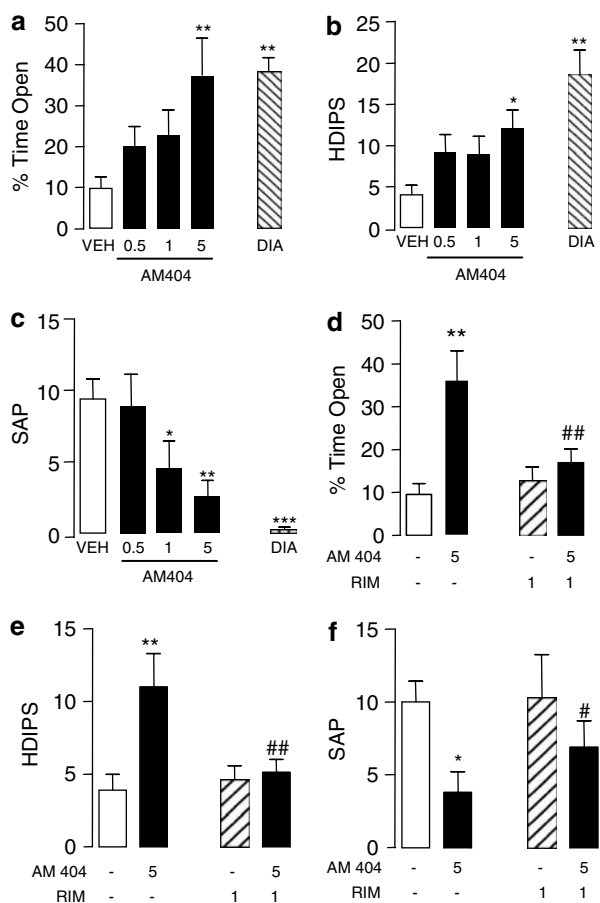 a
b
% Time Open
50
40
30
20
10
0
**
**
VEH 0.5 1 5 DIA
AM404
HDIPS
25
20
15
10
5
0
*
**
VEH 0.5 1 5 DIA
AM404
c
d
SAP
15
10
5
0
*
**
***
VEH 0.5 1 5 DIA
AM404
% Time Open
50
40
30
20
10
0
**
##
AM 404 - 5 - 5
RIM - - 1 1
e
f
HDIPS
15
10
5
0
**
##
AM 404 - 5 - 5
RIM - - 1 1
SAP
15
10
5
0
*
#
AM 404 - 5 - 5
RIM - - 1 1